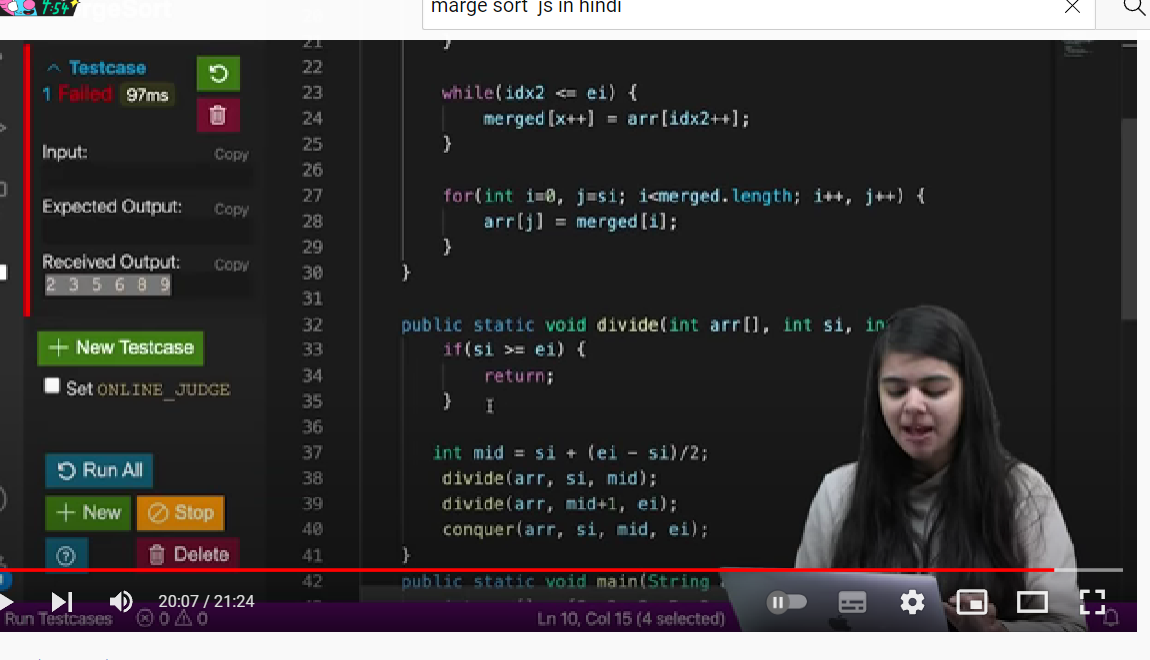 marge sort js in hindi
7:54
rgeSort
Testcase
1 Failed 97ms
Input:
Copy
Expected Output:
Copy
Received Output:
Copy
2 3 5 6 8 9
New Testcase
Set ONLINE_JUDGE
Run All
New
Stop
Delete
21 }
22
23 while(idx2 <= ei) {
24 merged[x++] = arr[idx2++];
25 }
26
27 for(int i=0, j=si; i<merged.length; i++, j++) {
28 arr[j] = merged[i];
29 }
30 }
31
32 public static void divide(int arr[], int si, in
33 if(si >= ei) {
34 return;
35 }
36
37 int mid = si + (ei - si)/2;
38 divide(arr, si, mid);
39 divide(arr, mid+1, ei);
40 conquer(arr, si, mid, ei);
41 }
42 public static void main(String
20:07 / 21:24
Run Testcases 0 0
Ln 10, Col 15 (4 selected)